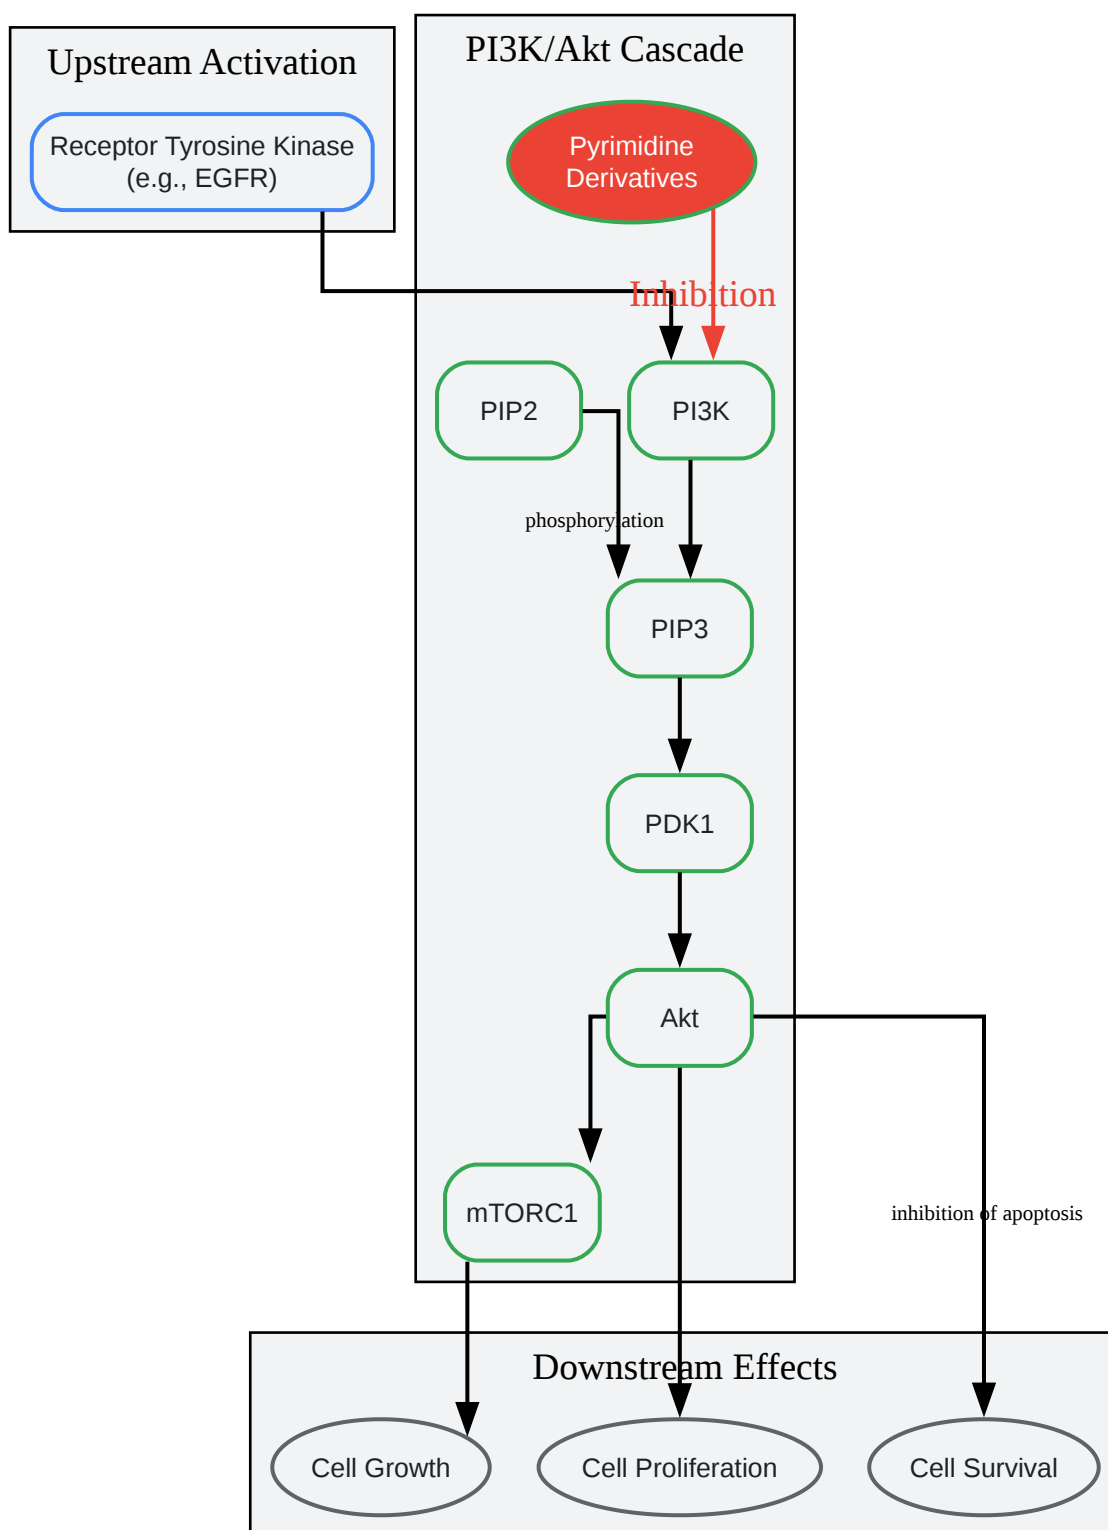 Upstream Activation
Receptor Tyrosine Kinase
(e.g., EGFR)
PI3K/Akt Cascade
Pyrimidine
Derivatives
Inhibition
PIP2
PI3K
phosphorylation
PIP3
PDK1
Akt
mTORC1
inhibition of apoptosis
Downstream Effects
Cell Growth
Cell Proliferation
Cell Survival